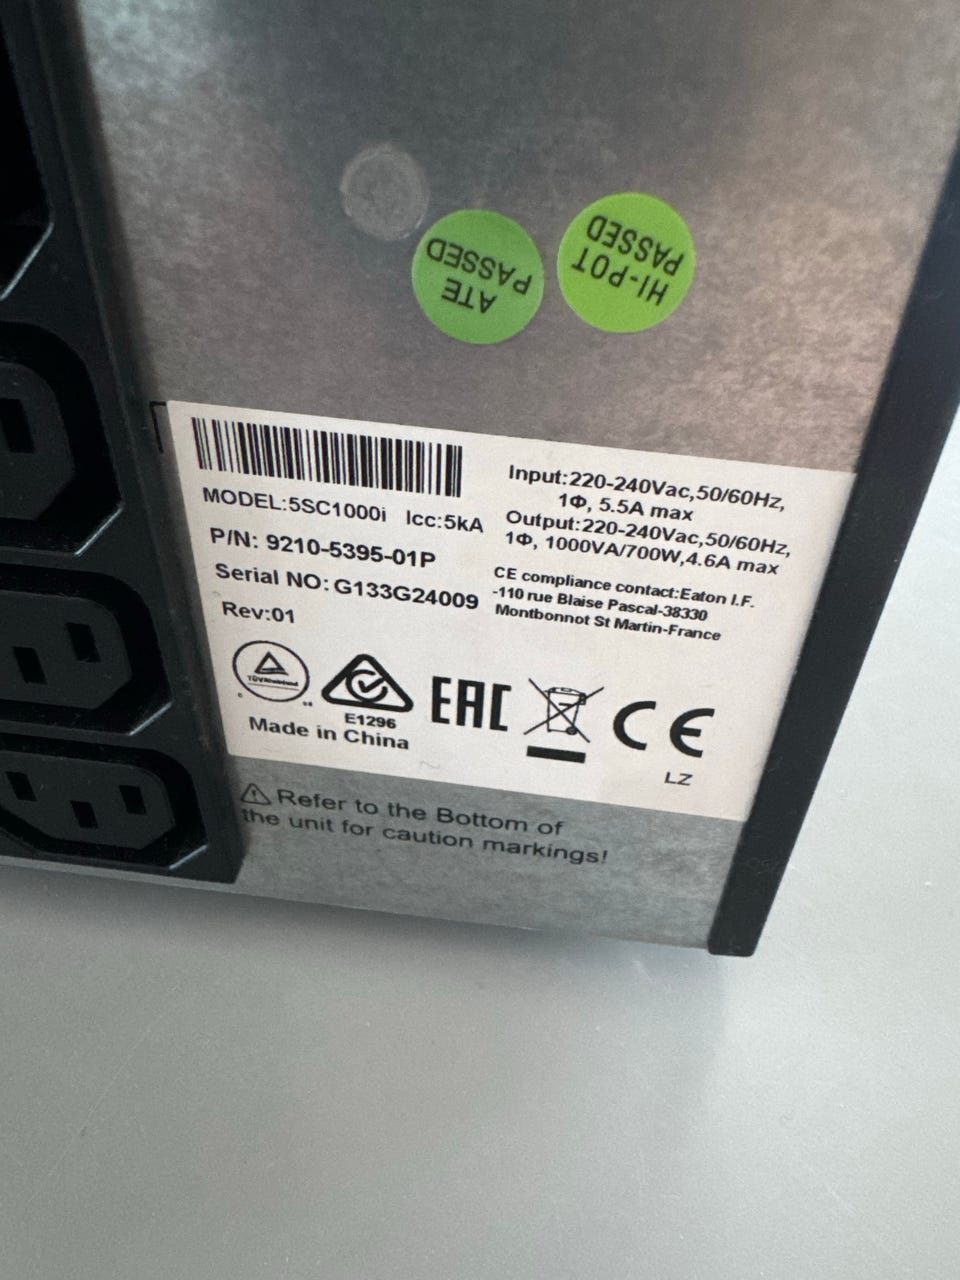 ATE
PASSED
HI-POT
PASSED
MODEL:5SC1000i Icc:5kA
P/N: 9210-5395-01P
Serial NO:G133G24009
Rev:01
Input:220-240Vac,50/60Hz,
1Φ, 5.5A max
Output:220-240Vac,50/60Hz,
1Φ, 1000VA/700W,4.6A max
CE compliance contact:Eaton I.F.
-110 rue Blaise Pascal-38330
Montbonnot St Martin-France
TÜVRheinland
E1296
EAC
CE
LZ
Made in China
⚠ Refer to the Bottom of
the unit for caution markings!